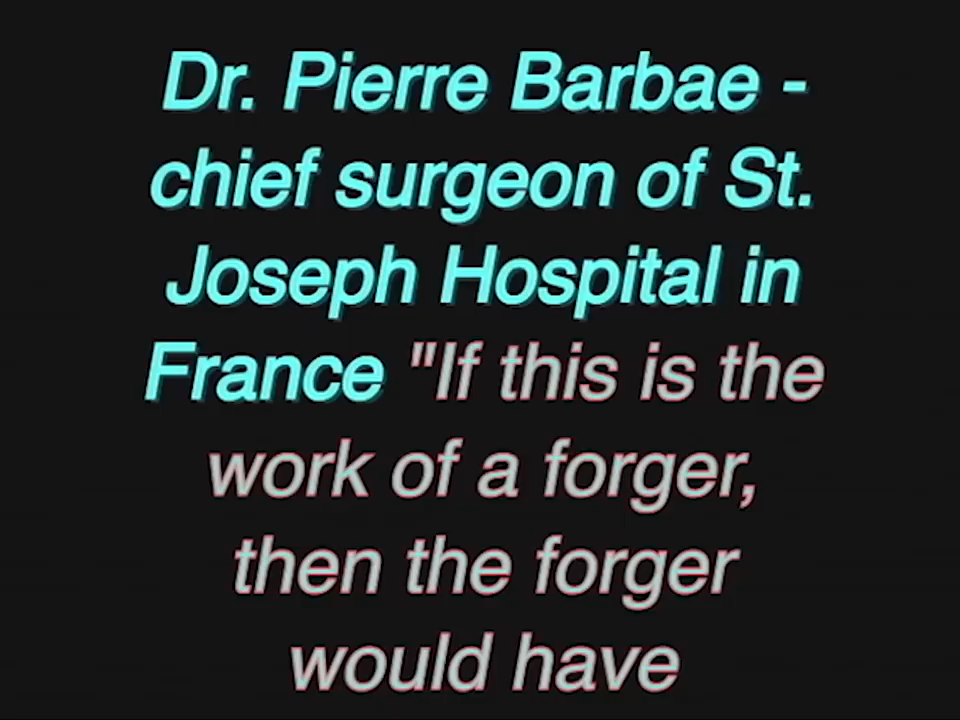 Dr. Pierre Barbae -
chief surgeon of St.
Joseph Hospital in
France "If this is the
work of a forger,
then the forger
would have